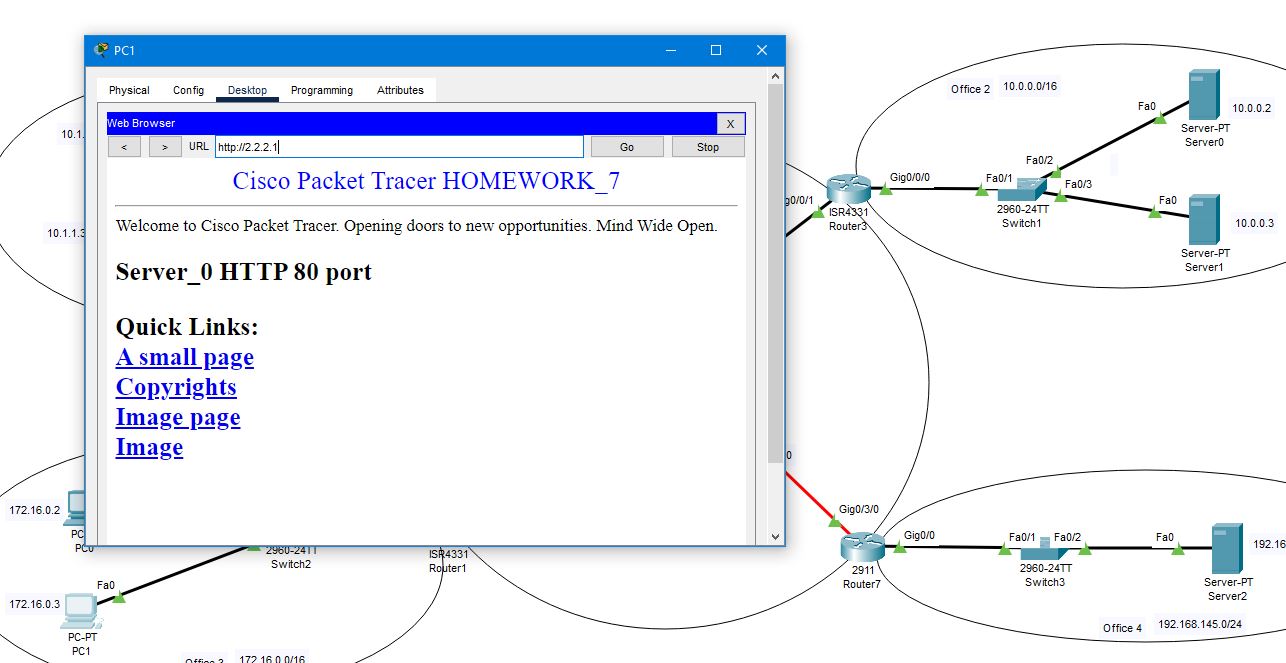 PC1
Physical Config Desktop Programming Attributes
Web Browser
X
< > URL http://2.2.2.1 Go Stop
Cisco Packet Tracer HOMEWORK_7
Welcome to Cisco Packet Tracer. Opening doors to new opportunities. Mind Wide Open.
Server_0 HTTP 80 port
Quick Links:
A small page
Copyrights
Image page
Image
10.1.
10.1.1.3
Office 2 10.0.0.0/16
Fa0
10.0.0.2
Server-PT
Server0
Fa0/2
Gig0/0/0
Fa0/1
Fa0/3
g0/0/1
ISR4331
Router3
2960-24TT
Switch1
Fa0
10.0.0.3
Server-PT
Server1
0
Gig0/3/0
Gig0/0
2911
Router7
Fa0/1
Fa0/2
2960-24TT
Switch3
Fa0
192.16
Server-PT
Server2
Office 4 192.168.145.0/24
172.16.0.2
PC
PC0
2960-24TT
Switch2
ISR4331
Router1
Fa0
172.16.0.3
PC-PT
PC1
Office 3 172.16.0.0/16